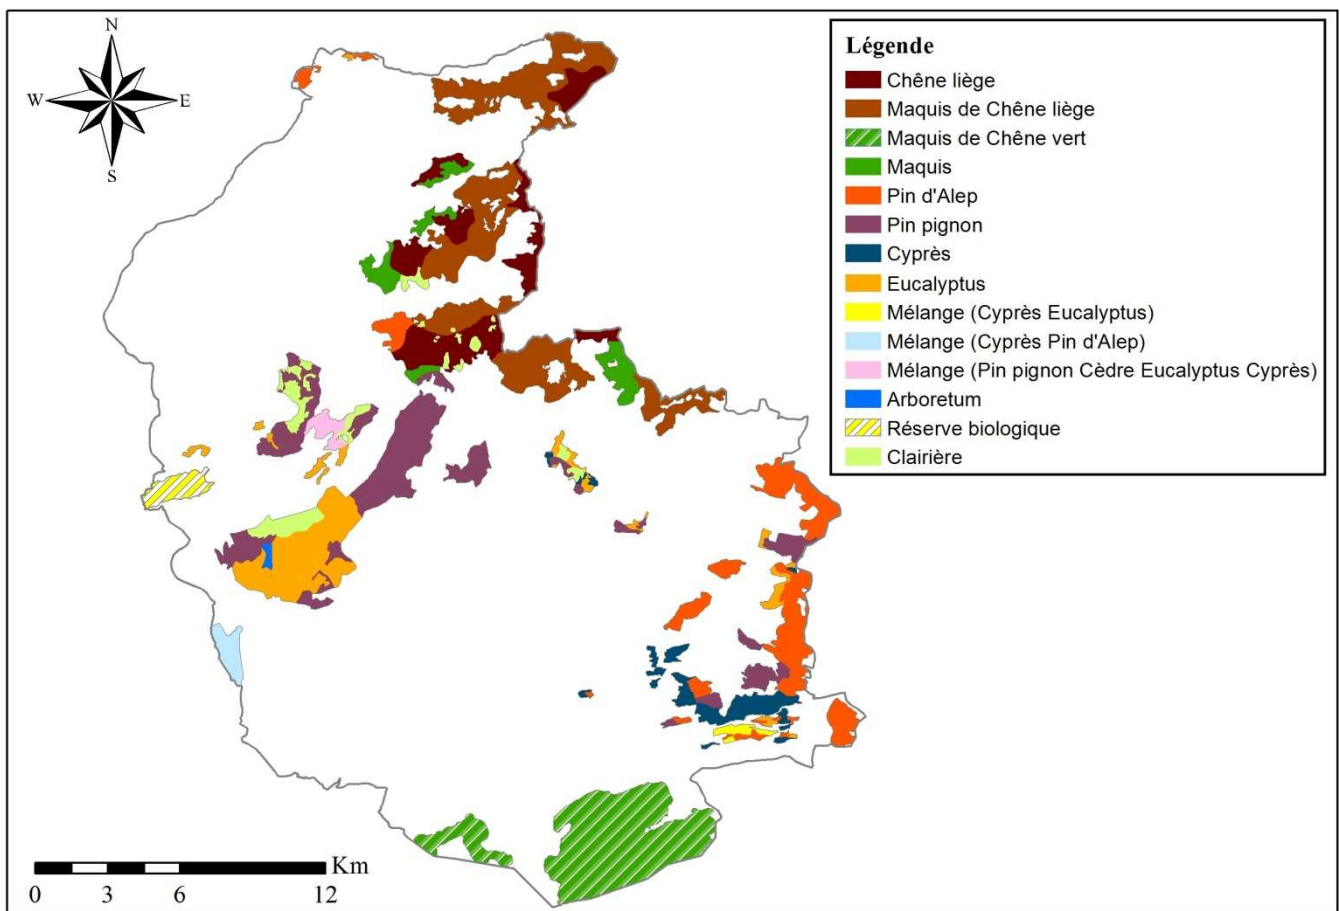 N
W
E
S
Légende
Chêne liège
Maquis de Chêne liège
Maquis de Chêne vert
Maquis
Pin d'Alep
Pin pignon
Cyprès
Eucalyptus
Mélange (Cyprès Eucalyptus)
Mélange (Cyprès Pin d'Alep)
Mélange (Pin pignon Cèdre Eucalyptus Cyprès)
Arboretum
Réserve biologique
Clairière
Km
0 3 6 12